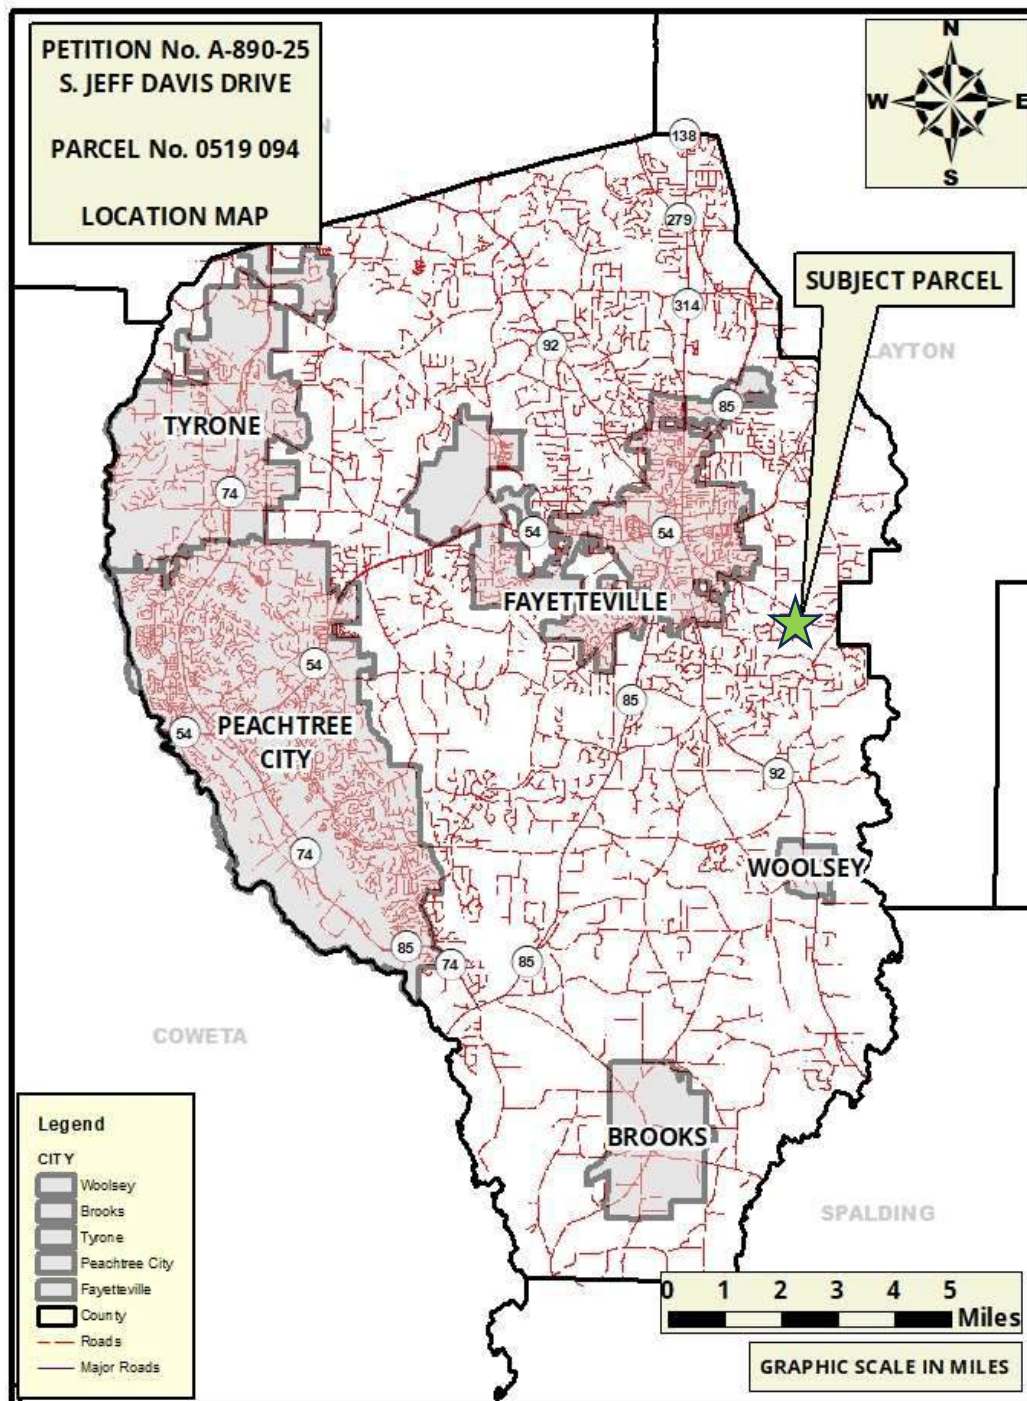 PETITION No. A-890-25
S. JEFF DAVIS DRIVE
PARCEL No. 0519 094
LOCATION MAP
N
W
E
S
138
279
SUBJECT PARCEL
314
LAYTON
92
85
TYRONE
74
54
54
FAYETTEVILLE
54
85
54
PEACHTREE
CITY
92
74
WOOLSEY
85
74
85
COWETA
BROOKS
SPALDING
Legend
CITY
Woolsey
Brooks
Tyrone
Peachtree City
Fayetteville
County
Roads
Major Roads
0 1 2 3 4 5
Miles
GRAPHIC SCALE IN MILES